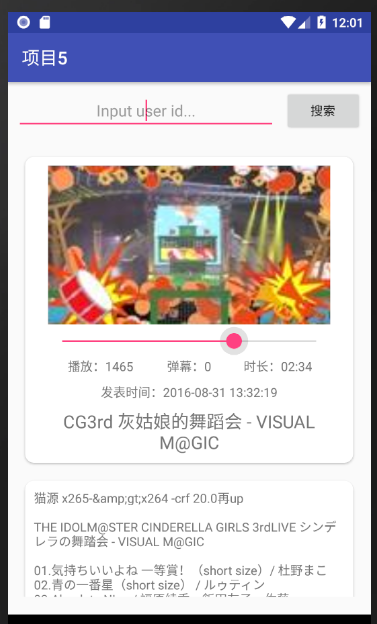 12:01
项目5
Input user id...
搜索
播放：1465 弹幕：0 时长：02:34
发表时间：2016-08-31 13:32:19
CG3rd 灰姑娘的舞蹈会 - VISUAL
M@GIC
猫源 x265-&amp;gt;x264 -crf 20.0再up
THE IDOLM@STER CINDERELLA GIRLS 3rdLIVE シンデ
レラの舞踏会 - VISUAL M@GIC
01.気持ちいいよね 一等賞！（short size）/ 杜野まこ
02.青の一番星（short size） / ルゥティン